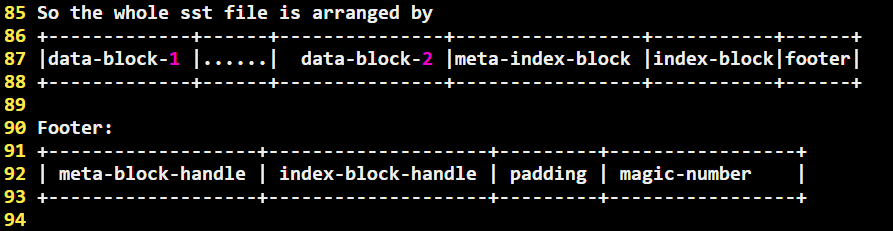 85 So the whole sst file is arranged by
86 +-------------+------+---------------+-----------------+-----------+------+
87 |data-block-1 |......|  data-block-2 |meta-index-block |index-block|footer|
88 +-------------+------+---------------+-----------------+-----------+------+
89
90 Footer:
91 +-------------------+--------------------+---------+-----------------+
92 | meta-block-handle | index-block-handle | padding | magic-number    |
93 +-------------------+--------------------+---------+-----------------+
94